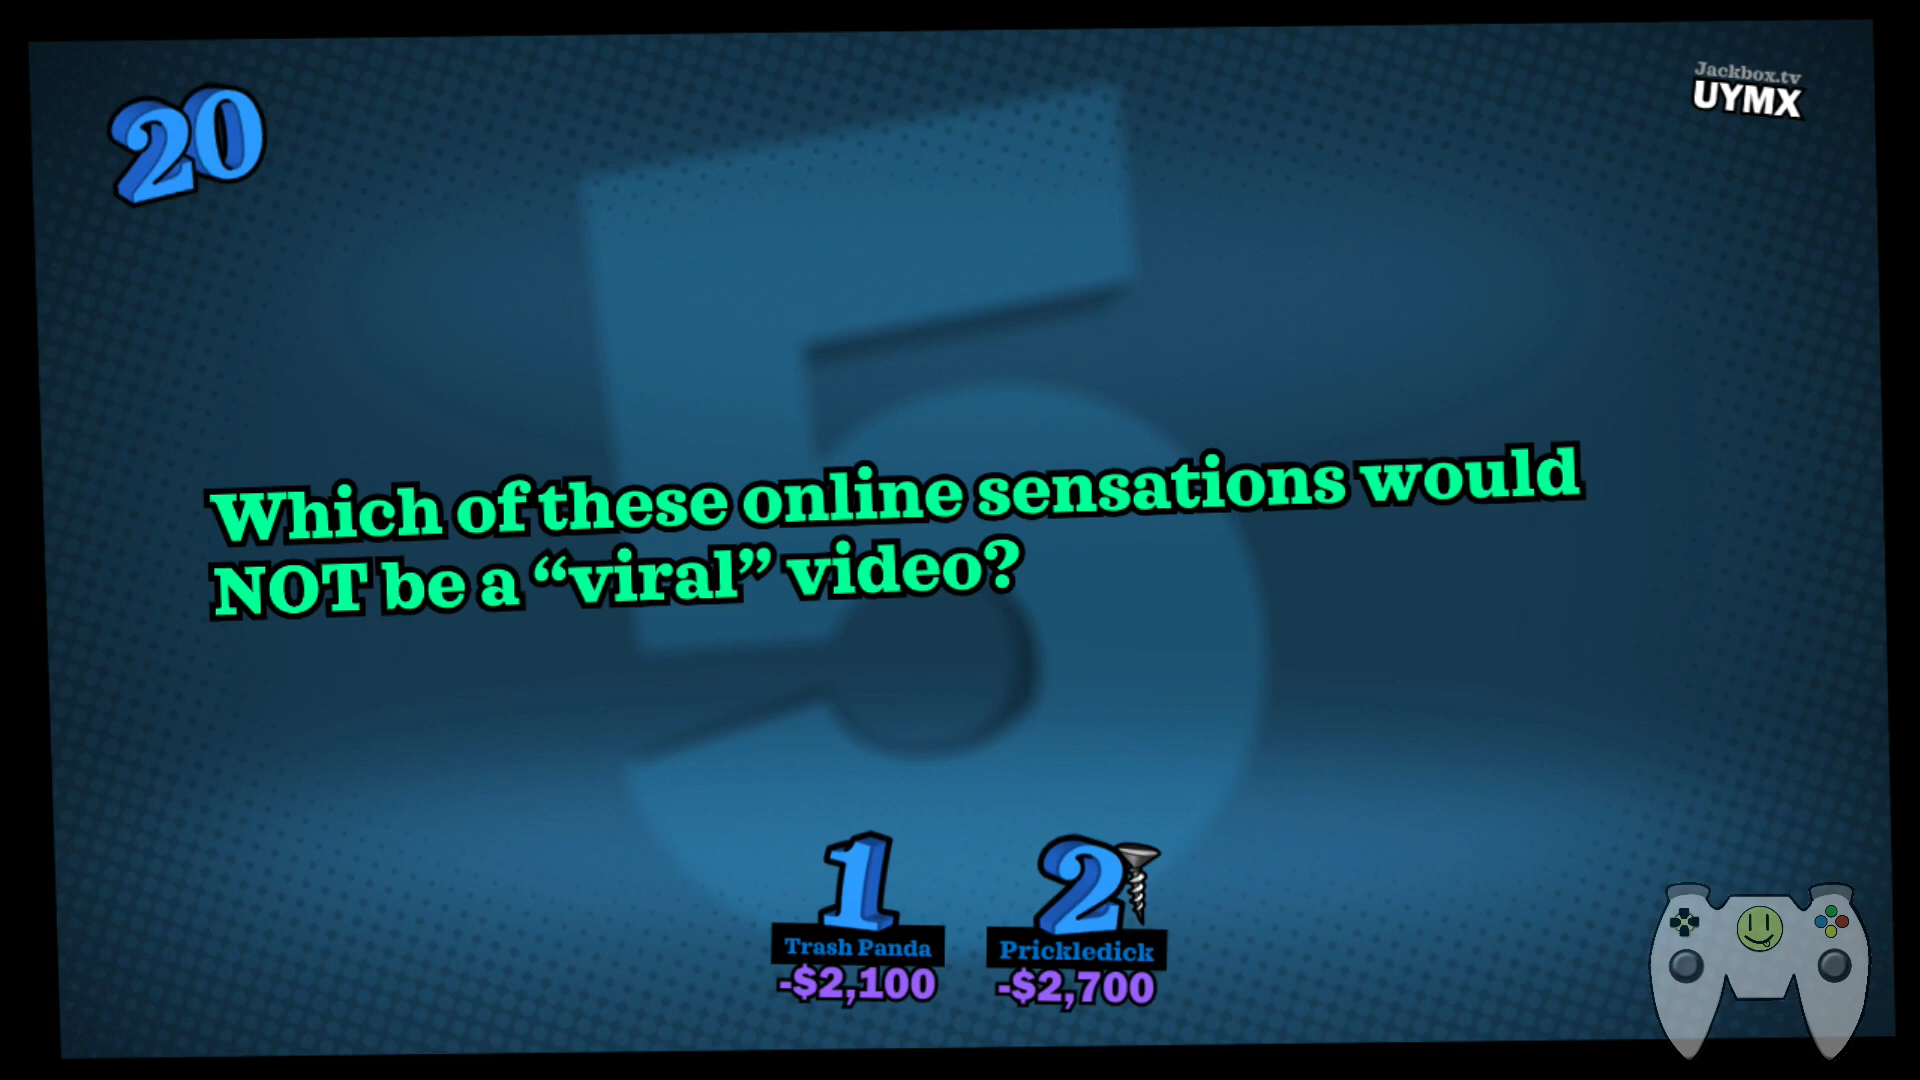 20
Jackbox.tv
UYMX
5
Which of these online sensations would
NOT be a “viral” video?
1
2
Trash Panda
Prickledick
-$2,100
-$2,700